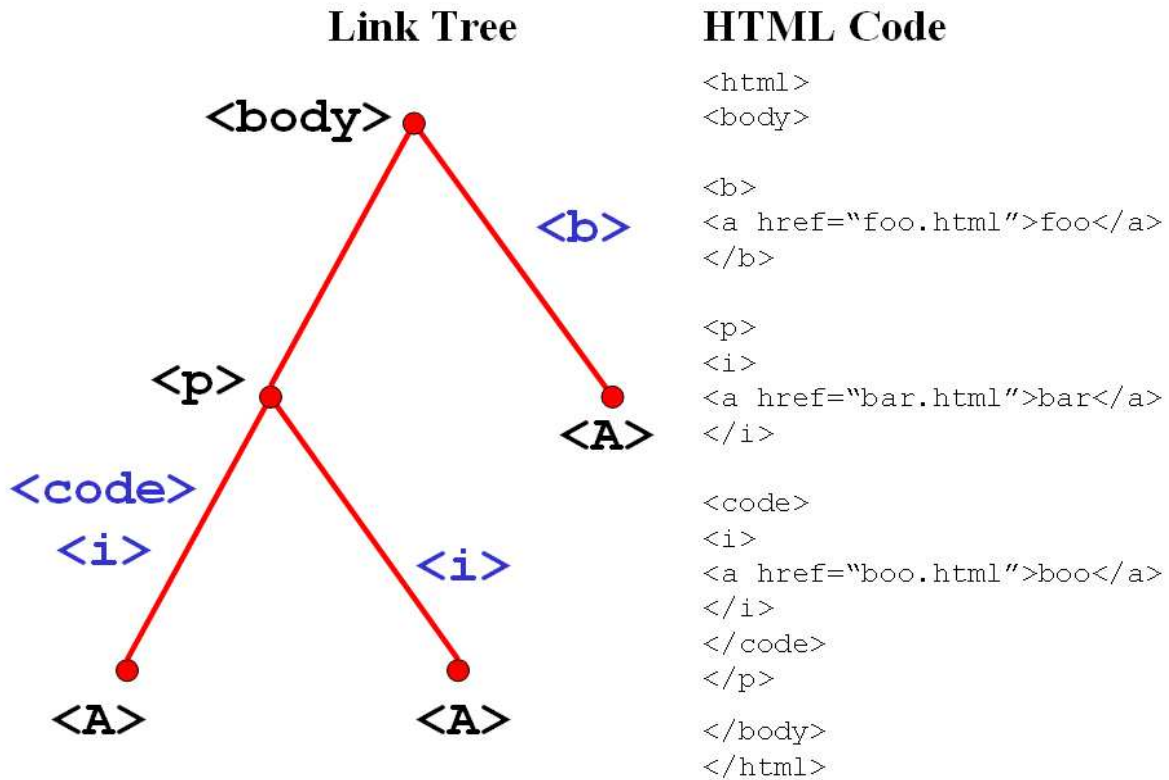 Link Tree
<body>
<b>
<p>
<A>
<code>
<i>
<i>
<A>
<A>
HTML Code
<html>
<body>
<b>
<a href=“foo.html”>foo</a>
</b>
<p>
<i>
<a href=“bar.html”>bar</a>
</i>
<code>
<i>
<a href=“boo.html”>boo</a>
</i>
</code>
</p>
</body>
</html>